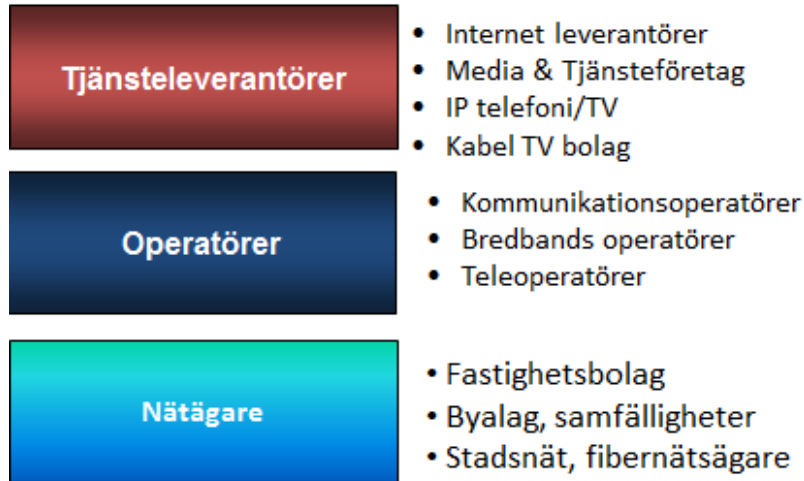 Tjänsteleverantörer
• Internet leverantörer
• Media & Tjänsteföretag
• IP telefoni/TV
• Kabel TV bolag
Operatörer
• Kommunikationsoperatörer
• Bredbands operatörer
• Teleoperatörer
Nätägare
• Fastighetsbolag
• Byalag, samfälligheter
• Stadsnät, fibernätsägare